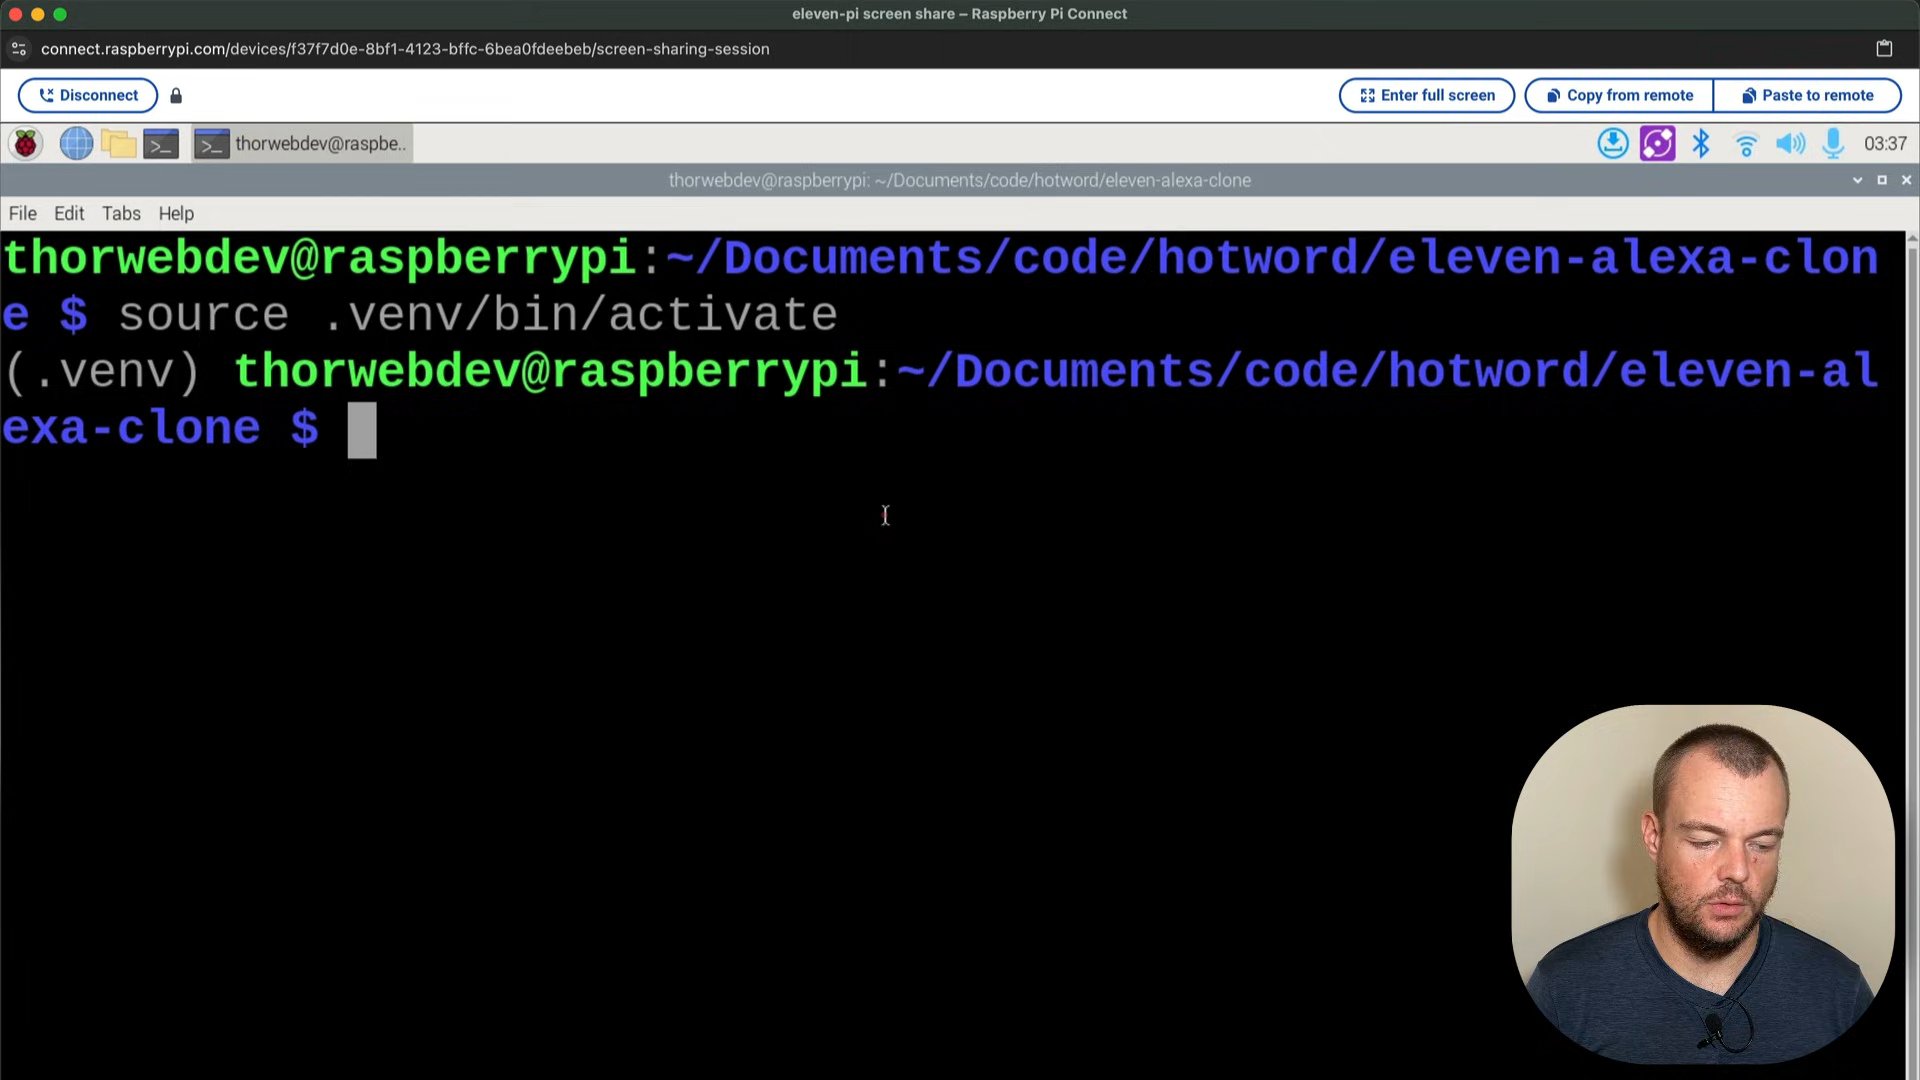 eleven-pi screen share – Raspberry Pi Connect
connect.raspberrypi.com/devices/f37f7d0e-8bf1-4123-bffc-6bea0fdeebeb/screen-sharing-session
Disconnect
Enter full screen
Copy from remote
Paste to remote
thorwebdev@raspbe..
03:37
thorwebdev@raspberrypi: ~/Documents/code/hotword/eleven-alexa-clone
File Edit Tabs Help
thorwebdev@raspberrypi:~/Documents/code/hotword/eleven-alexa-clon
e $ source .venv/bin/activate
(.venv) thorwebdev@raspberrypi:~/Documents/code/hotword/eleven-al
exa-clone $